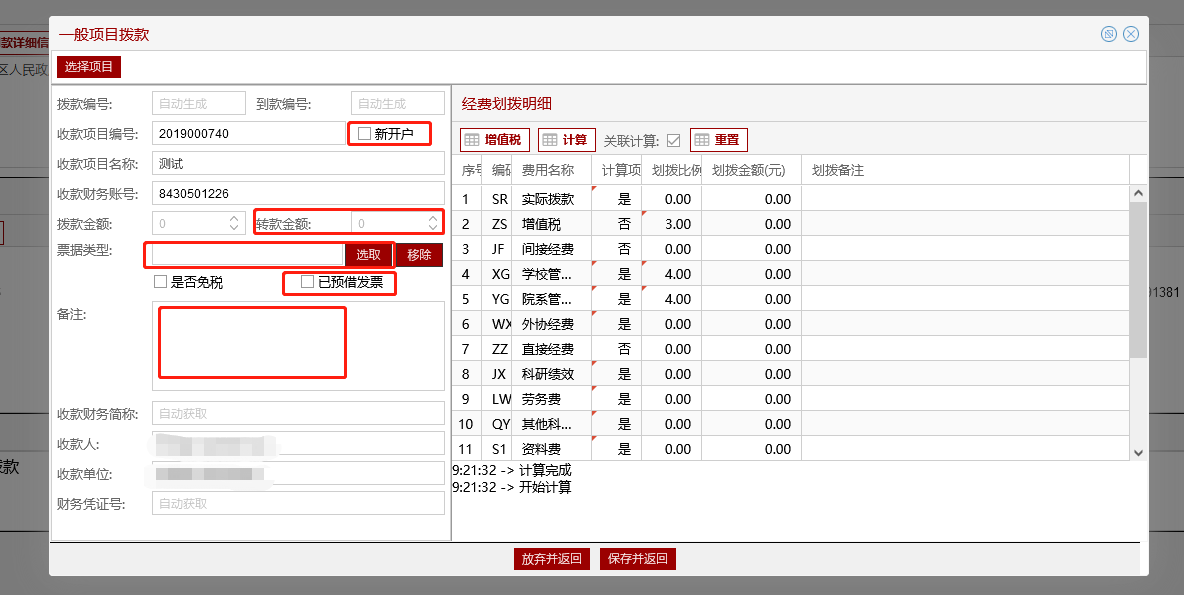 一般项目拨款
款详细信
选择项目
区人民政
拨款编号: 自动生成 到款编号: 自动生成
收款项目编号: 2019000740 新开户
收款项目名称: 测试
收款财务账号: 8430501226
拨款金额: 0 转款金额: 0
票据类型: 选取 移除
是否免税 已预借发票
备注:
收款财务简称: 自动获取
收款人:
收款单位:
财务凭证号: 自动获取
经费划拨明细
增值税 计算 关联计算: 重置
序号 编码 费用名称 计算项 划拨比例 划拨金额(元) 划拨备注
1 SR 实际拨款 是 0.00 0.00
2 ZS 增值税 否 3.00 0.00
3 JF 间接经费 否 0.00 0.00
4 XG 学校管... 是 4.00 0.00
5 YG 院系管... 是 4.00 0.00
6 WX 外协经费 是 0.00 0.00
7 ZZ 直接经费 否 0.00 0.00
8 JX 科研绩效 是 0.00 0.00
9 LW 劳务费 是 0.00 0.00
10 QY 其他科... 是 0.00 0.00
11 S1 资料费 是 0.00 0.00
9:21:32 -> 计算完成
9:21:32 -> 开始计算
放弃并返回 保存并返回
1381
款